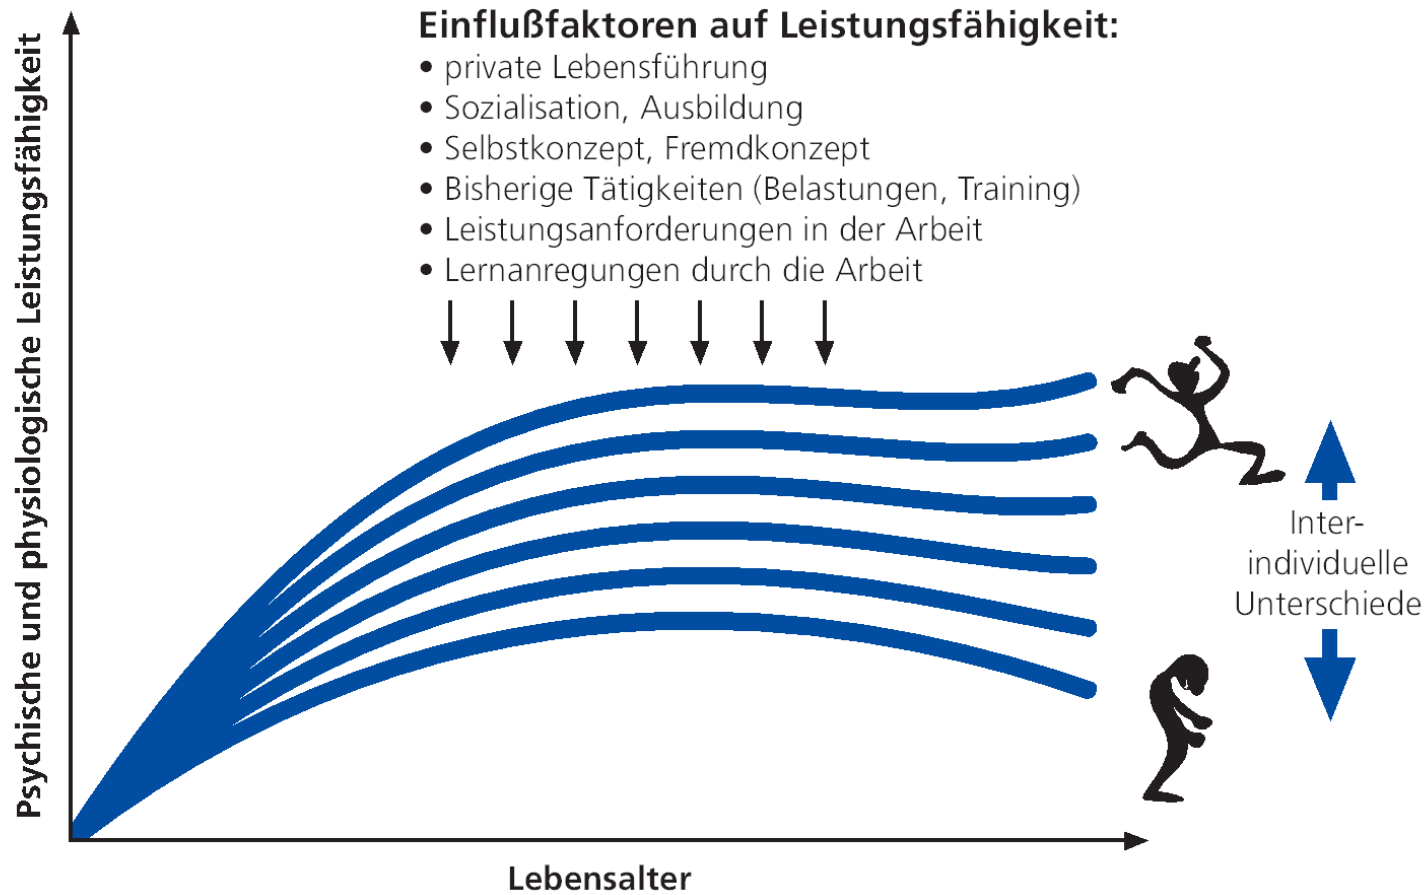 Einflußfaktoren auf Leistungsfähigkeit:
• private Lebensführung
• Sozialisation, Ausbildung
• Selbstkonzept, Fremdkonzept
• Bisherige Tätigkeiten (Belastungen, Training)
• Leistungsanforderungen in der Arbeit
• Lernanregungen durch die Arbeit
Psychische und physiologische Leistungsfähigkeit
Inter-
individuelle
Unterschiede
Lebensalter